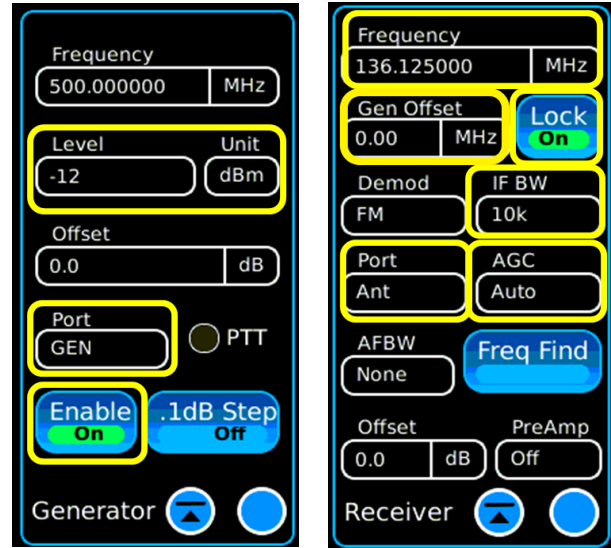 Frequency
500.000000 MHz
Level Unit
-12 dBm
Offset
0.0 dB
Port
GEN PTT
Enable .1dB Step
On Off
Generator
Frequency
136.125000 MHz
Gen Offset Lock
0.00 MHz On
Demod IF BW
FM 10k
Port AGC
Ant Auto
AFBW Freq Find
None
Offset PreAmp
0.0 dB Off
Receiver